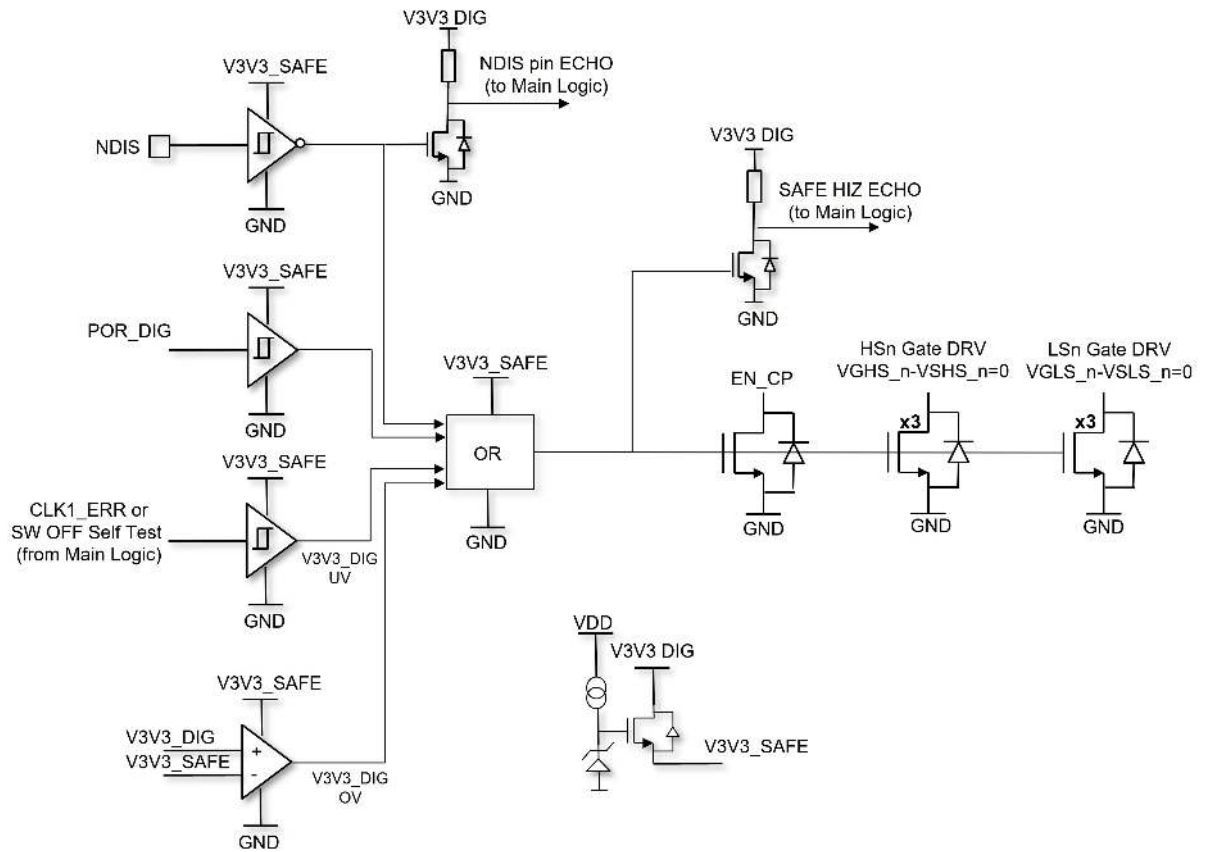 V3V3 DIG
NDIS pin ECHO
(to Main Logic)
V3V3_SAFE
NDIS
GND
GND
V3V3 DIG
SAFE HIZ ECHO
(to Main Logic)
GND
V3V3_SAFE
POR_DIG
GND
V3V3_SAFE
OR
GND
EN_CP
GND
HSn Gate DRV
VGHS_n-VSHS_n=0
x3
GND
LSn Gate DRV
VGLS_n-VSLS_n=0
x3
GND
V3V3_SAFE
CLK1_ERR or
SW OFF Self Test
(from Main Logic)
V3V3_DIG
UV
GND
V3V3_SAFE
V3V3_DIG
V3V3_SAFE
+
-
V3V3_DIG
OV
GND
VDD
V3V3 DIG
V3V3_SAFE